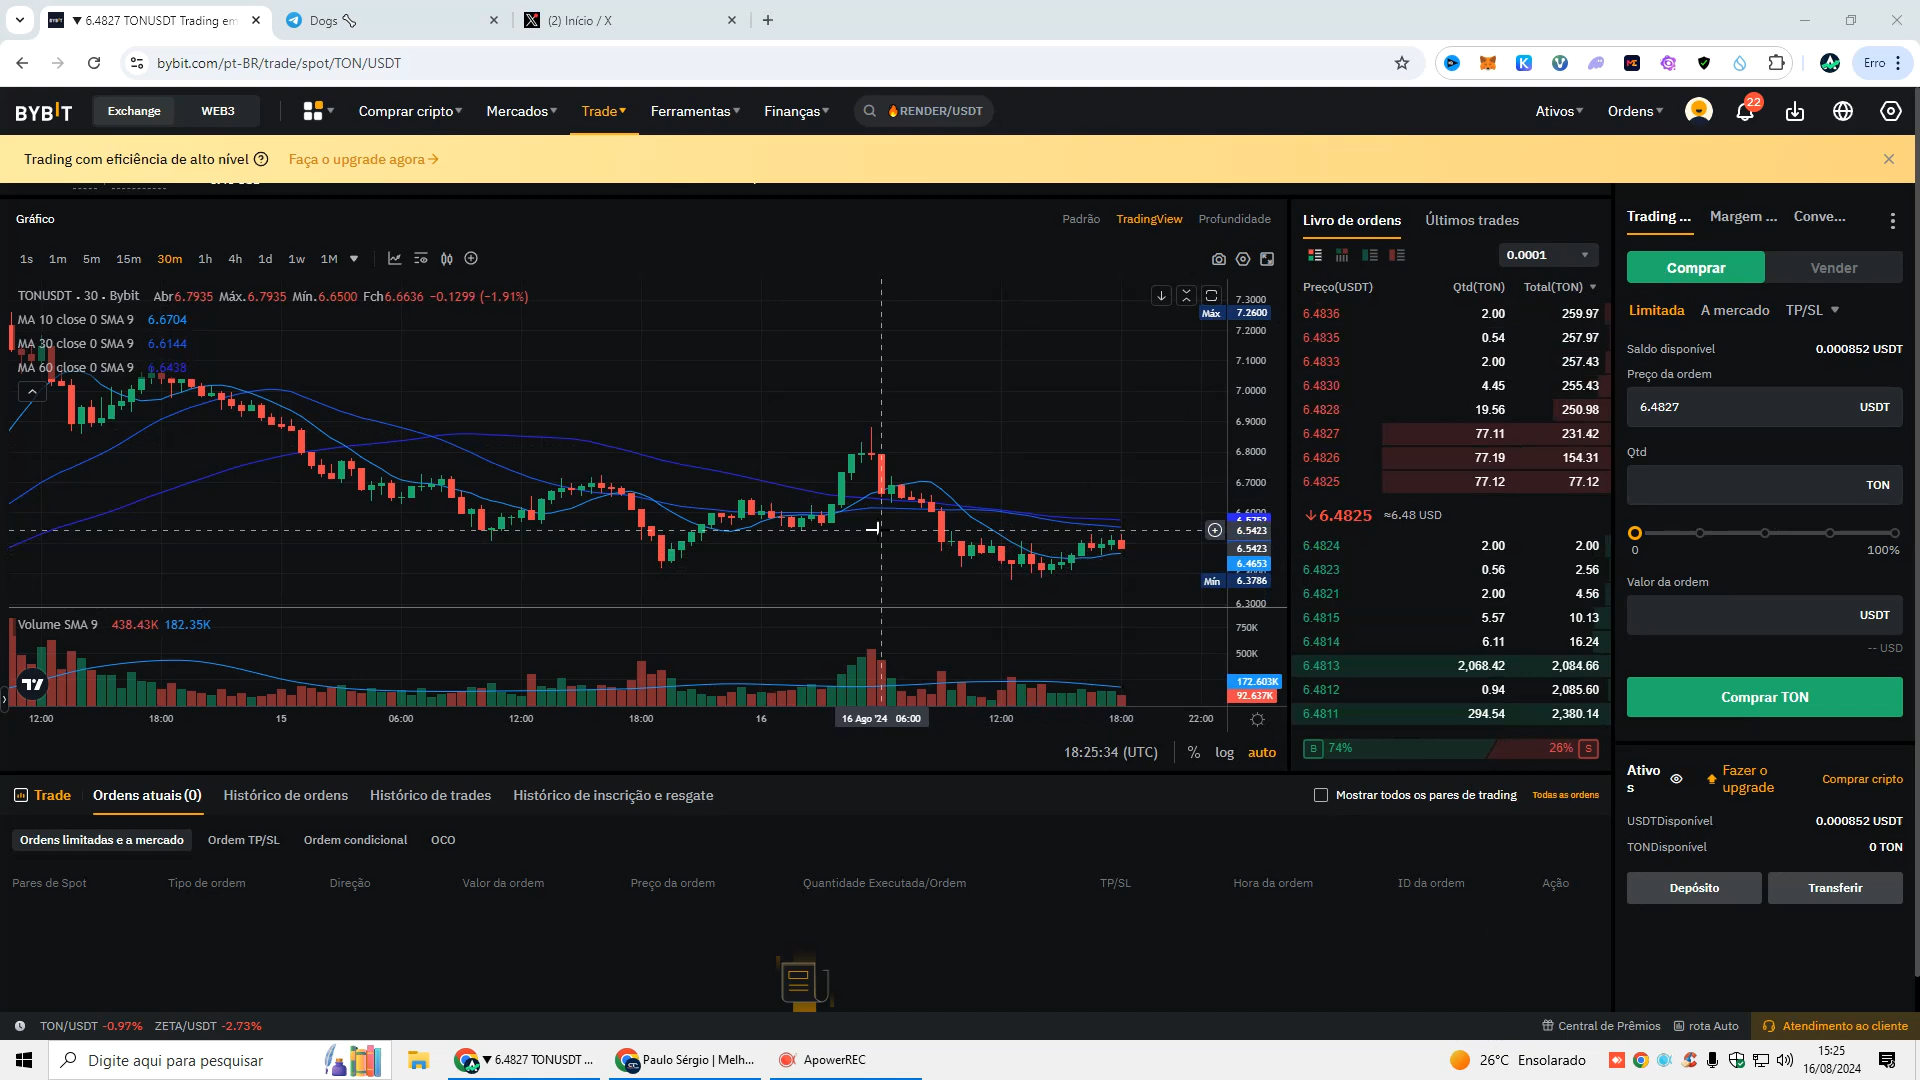 ▼ 6.4827 TONUSDT Trading em
Dogs 🦴
(2) Início / X
bybit.com/pt-BR/trade/spot/TON/USDT
Erro
BYBIT
Exchange
WEB3
Comprar cripto
Mercados
Trade
Ferramentas
Finanças
🔥RENDER/USDT
Ativos
Ordens
22
Trading com eficiência de alto nível
Faça o upgrade agora →
Gráfico
Padrão
TradingView
Profundidade
1s 1m 5m 15m 30m 1h 4h 1d 1w 1M
TONUSDT . 30 . Bybit Abr6.7935 Máx.6.7935 Mín.6.6500 Fch6.6636 −0.1299 (−1.91%)
MA 10 close 0 SMA 9 6.6704
MA 30 close 0 SMA 9 6.6144
MA 60 close 0 SMA 9 6.6438
7.3000
Máx 7.2600
7.2000
7.1000
7.0000
6.9000
6.8000
6.7000
6.6000
6.5752
6.5423
6.5423
6.4653
Mín 6.3786
6.3000
Volume SMA 9 438.43K 182.35K
750K
500K
172.603K
92.637K
12:00 18:00 15 06:00 12:00 18:00 16 16 Ago '24 06:00 12:00 18:00 22:00
18:25:34 (UTC) % log auto
Livro de ordens
Últimos trades
0.0001
Preço(USDT) Qtd(TON) Total(TON)
6.4836 2.00 259.97
6.4835 0.54 257.97
6.4833 2.00 257.43
6.4830 4.45 255.43
6.4828 19.56 250.98
6.4827 77.11 231.42
6.4826 77.19 154.31
6.4825 77.12 77.12
↓6.4825 ≈6.48 USD
6.4824 2.00 2.00
6.4823 0.56 2.56
6.4821 2.00 4.56
6.4815 5.57 10.13
6.4814 6.11 16.24
6.4813 2,068.42 2,084.66
6.4812 0.94 2,085.60
6.4811 294.54 2,380.14
B 74% 26% S
Trading ...
Margem ...
Conve...
Comprar
Vender
Limitada
A mercado
TP/SL
Saldo disponível 0.000852 USDT
Preço da ordem
6.4827 USDT
Qtd
TON
0 100%
Valor da ordem
USDT
-- USD
Comprar TON
Ativo
s
Fazer o
upgrade
Comprar cripto
USDTDisponível 0.000852 USDT
TONDisponível 0 TON
Depósito
Transferir
Trade
Ordens atuais (0)
Histórico de ordens
Histórico de trades
Histórico de inscrição e resgate
Mostrar todos os pares de trading
Todas as ordens
Ordens limitadas e a mercado
Ordem TP/SL
Ordem condicional
OCO
Pares de Spot Tipo de ordem Direção Valor da ordem Preço da ordem Quantidade Executada/Ordem TP/SL Hora da ordem ID da ordem Ação
TON/USDT -0.97% ZETA/USDT -2.73%
Central de Prêmios
rota Auto
Atendimento ao cliente
Digite aqui para pesquisar
▼ 6.4827 TONUSDT ...
Paulo Sérgio | Melh...
ApowerREC
26°C Ensolarado
15:25
16/08/2024